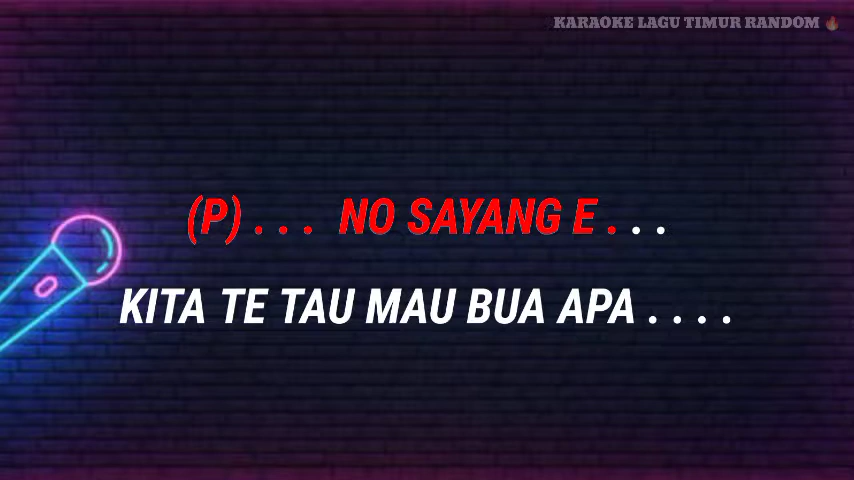 KARAOKE LAGU TIMUR RANDOM 🔥
(P) . . . NO SAYANG E . . .
KITA TE TAU MAU BUA APA . . . .